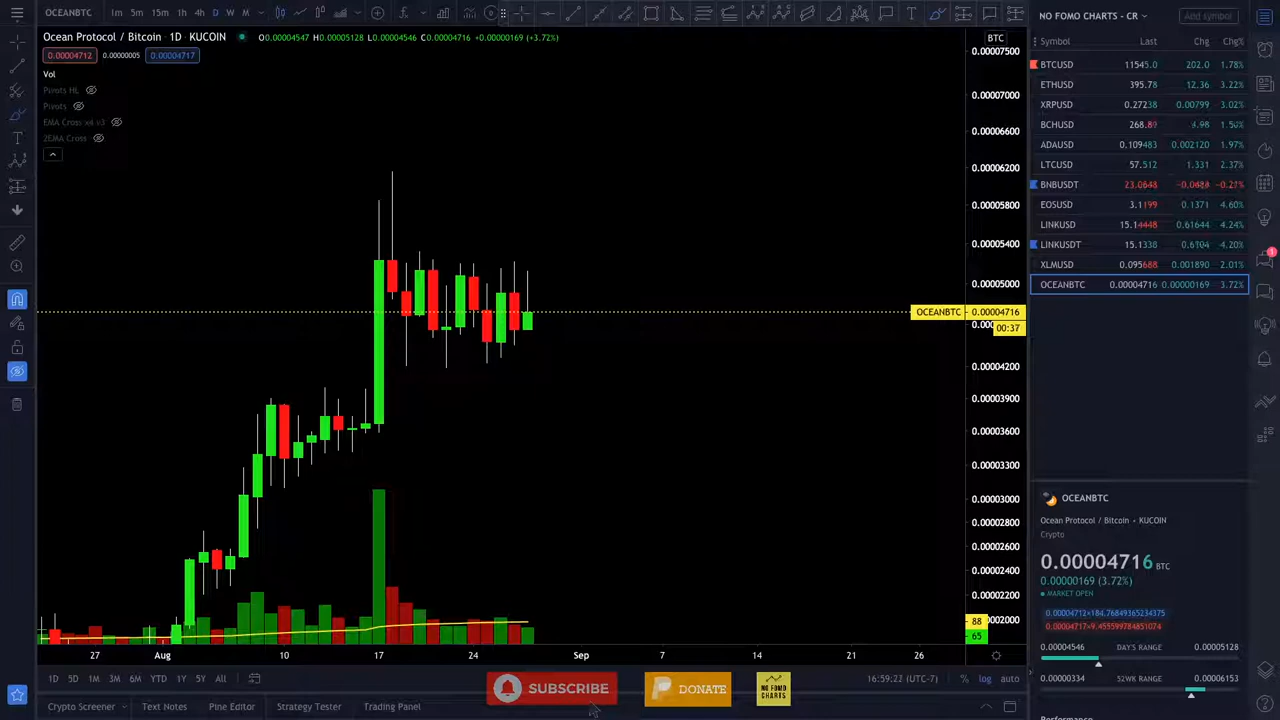 OCEANBTC 1m 5m 15m 1h 4h D W M
NO FOMO CHARTS - CR
Add symbol
Ocean Protocol / Bitcoin · 1D · KUCOIN O0.00004547 H0.00005128 L0.00004546 C0.00004716 +0.00000169 (+3.72%)
0.00004712 0.00000005 0.00004717
Vol
Pivots HL
Pivots
EMA Cross x4 v3
2EMA Cross
BTC
0.00007500
0.00007000
0.00006600
0.00006200
0.00005800
0.00005400
0.00005000
OCEANBTC 0.00004716
00:37
0.00004200
0.00003900
0.00003600
0.00003300
0.00003000
0.00002800
0.00002600
0.00002400
0.00002200
88
65
27 Aug 10 17 24 Sep 7 14 21 26
1D 5D 1M 3M 6M YTD 1Y 5Y All
16:59:22 (UTC-7) % log auto
SUBSCRIBE
DONATE
NO FOMO
CHARTS
Crypto Screener Text Notes Pine Editor Strategy Tester Trading Panel
Symbol Last Chg Chg%
BTCUSD 11545.0 202.0 1.78%
ETHUSD 395.78 12.36 3.22%
XRPUSD 0.27238 0.00799 3.02%
BCHUSD 268.89 3.98 1.50%
ADAUSD 0.109483 0.002120 1.97%
LTCUSD 57.512 1.331 2.37%
BNBUSDT 23.0648 -0.0483 -0.21%
EOSUSD 3.1199 0.1371 4.60%
LINKUSD 15.14448 0.61644 4.24%
LINKUSDT 15.1338 0.6104 4.20%
XLMUSD 0.095688 0.001890 2.01%
OCEANBTC 0.00004716 0.00000169 3.72%
OCEANBTC
Ocean Protocol / Bitcoin - KUCOIN
Crypto
0.00004716 BTC
0.00000169 (3.72%)
MARKET OPEN
0.00004712×184.76849365234375
0.00004717×9.455599784851074
0.00004546 DAYS RANGE 0.00005128
0.00000334 52WK RANGE 0.00006153